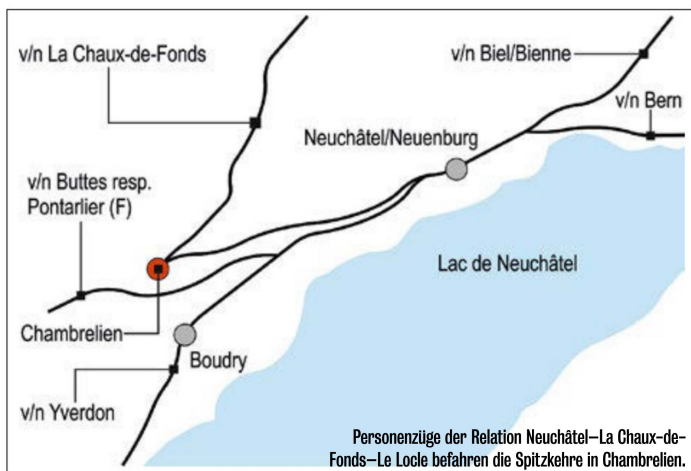 v/n La Chaux-de-Fonds
v/n Biel/Bienne
v/n Bern
Neuchâtel/Neuenburg
v/n Buttes resp.
Pontarlier (F)
Lac de Neuchâtel
Chambrelien
Boudry
v/n Yverdon
Personenzüge der Relation Neuchâtel–La Chaux-de-
Fonds–Le Locle befahren die Spitzkehre in Chambrelien.